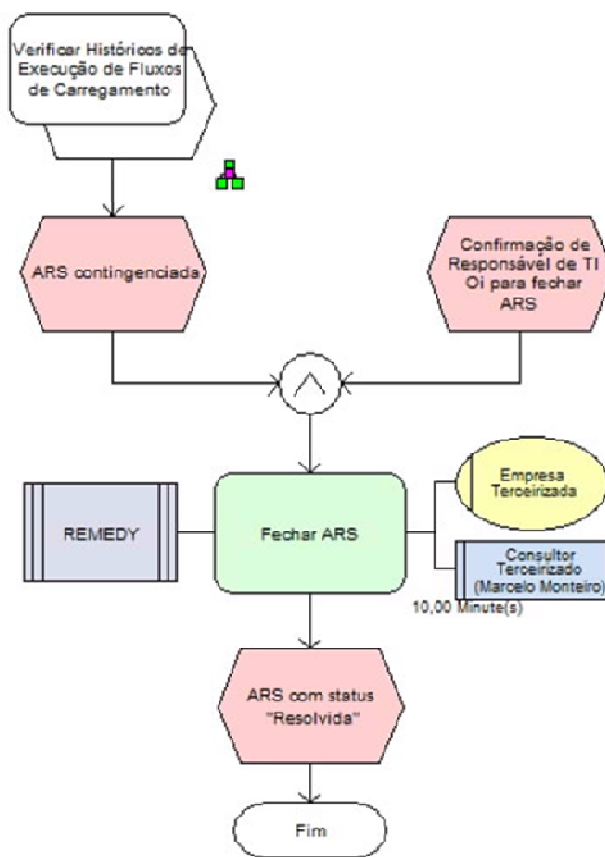 Verificar Históricos de
Execução de Fluxos
de Carregamento
ARS contingenciada
Confirmação de
Responsável de TI
Oi para fechar
ARS
REMEDY
Fechar ARS
Empresa
Terceirizada
Consultor
Terceirizado
(Marcelo Monteiro)
10,00 Minute(s)
ARS com status
"Resolvida"
Fim